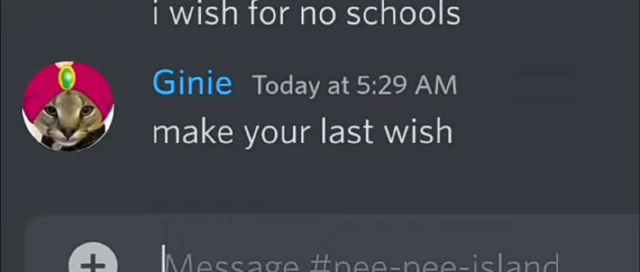 i wish for no schools
Ginie Today at 5:29 AM
make your last wish
Message #pee-pee-island